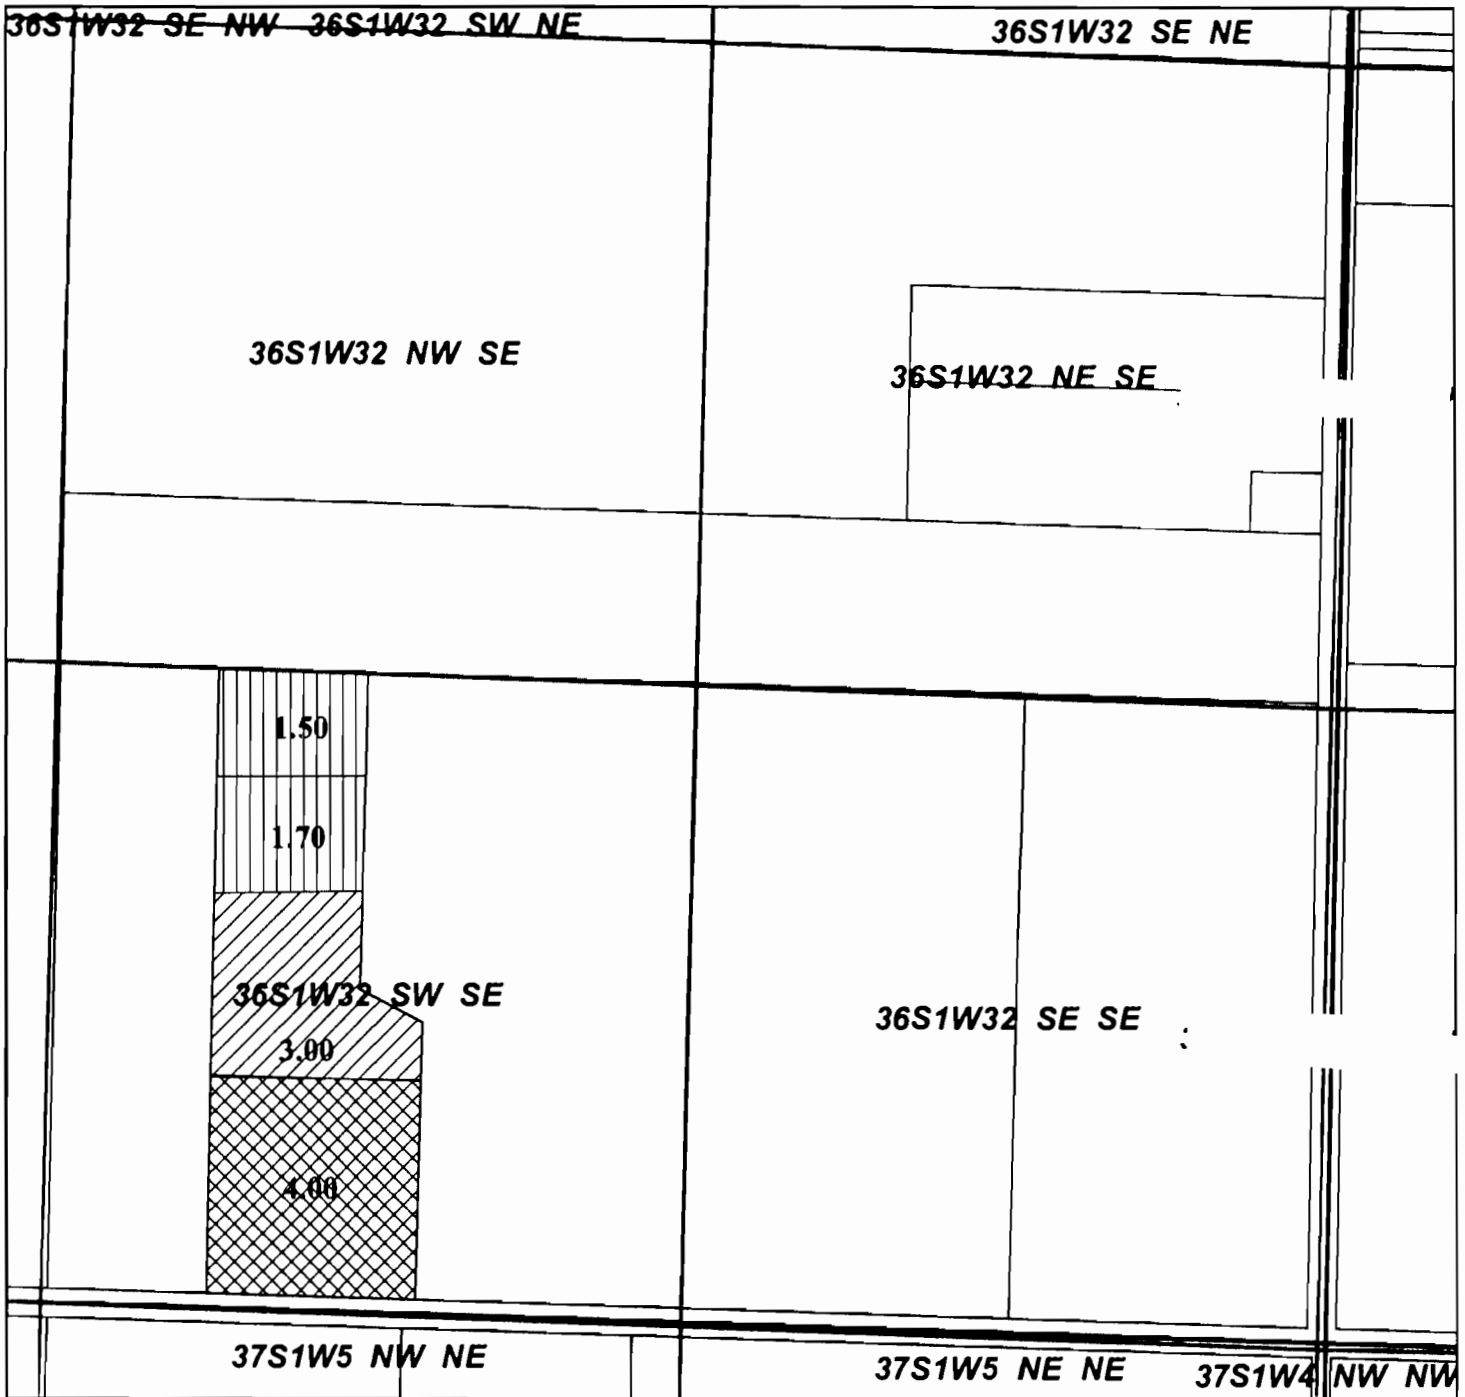 36S1W32 SE NW 36S1W32 SW NE 36S1W32 SE NE
36S1W32 NW SE
36S1W32 NE SE
1.50
1.70
36S1W32 SW SE
36S1W32 SE SE
3.00
4.00
37S1W5 NW NE
37S1W5 NE NE
37S1W4 NW NW